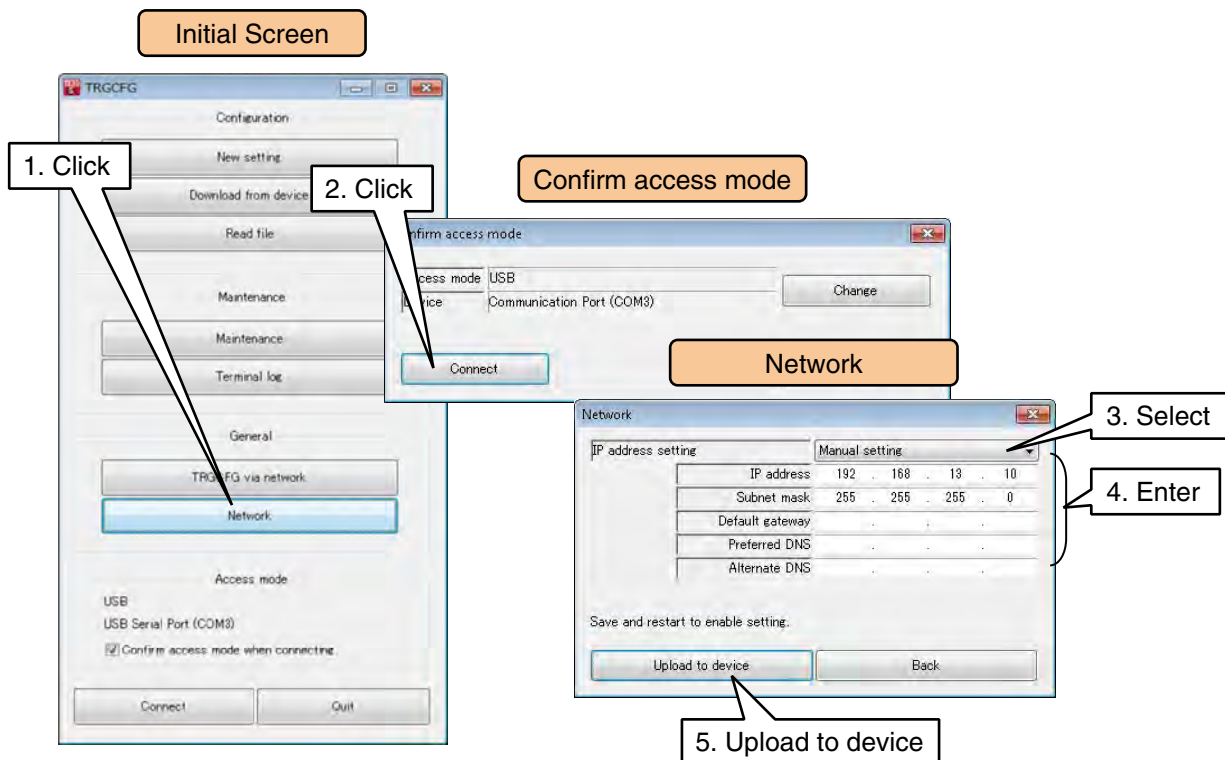 Initial Screen
TRGCFG
Configuration
New setting
1. Click
Download from device
Read file
Maintenance
Maintenance
Terminal log
General
TRGCFG via network
Network
Access mode
USB
USB Serial Port (COM3)
Confirm access mode when connecting
Connect
Quit
2. Click
Confirm access mode
nfirm access mode
cess mode USB
Change
ice Communication Port (COM3)
Connect
Network
Network
3. Select
IP address setting Manual setting
IP address 192 . 168 . 13 . 10
Subnet mask 255 . 255 . 255 . 0
4. Enter
Default gateway . . .
Preferred DNS . . .
Alternate DNS . . .
Save and restart to enable setting.
Upload to device
Back
5. Upload to device